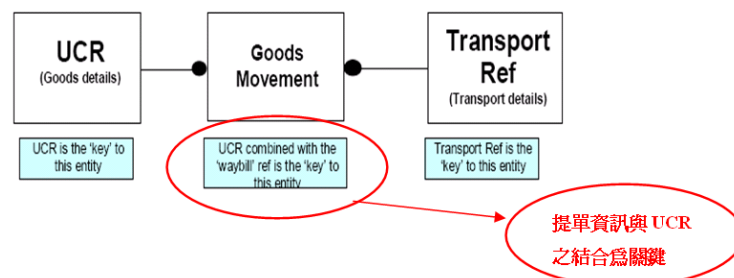 UCR
(Goods details)
Goods
Movement
Transport
Ref
(Transport details)
UCR is the ‘key’ to
this entity
UCR combined with the
‘waybill’ ref is the ‘key’ to
this entity
Transport Ref is the
‘key’ to this entity
提單資訊與 UCR
之結合為關鍵